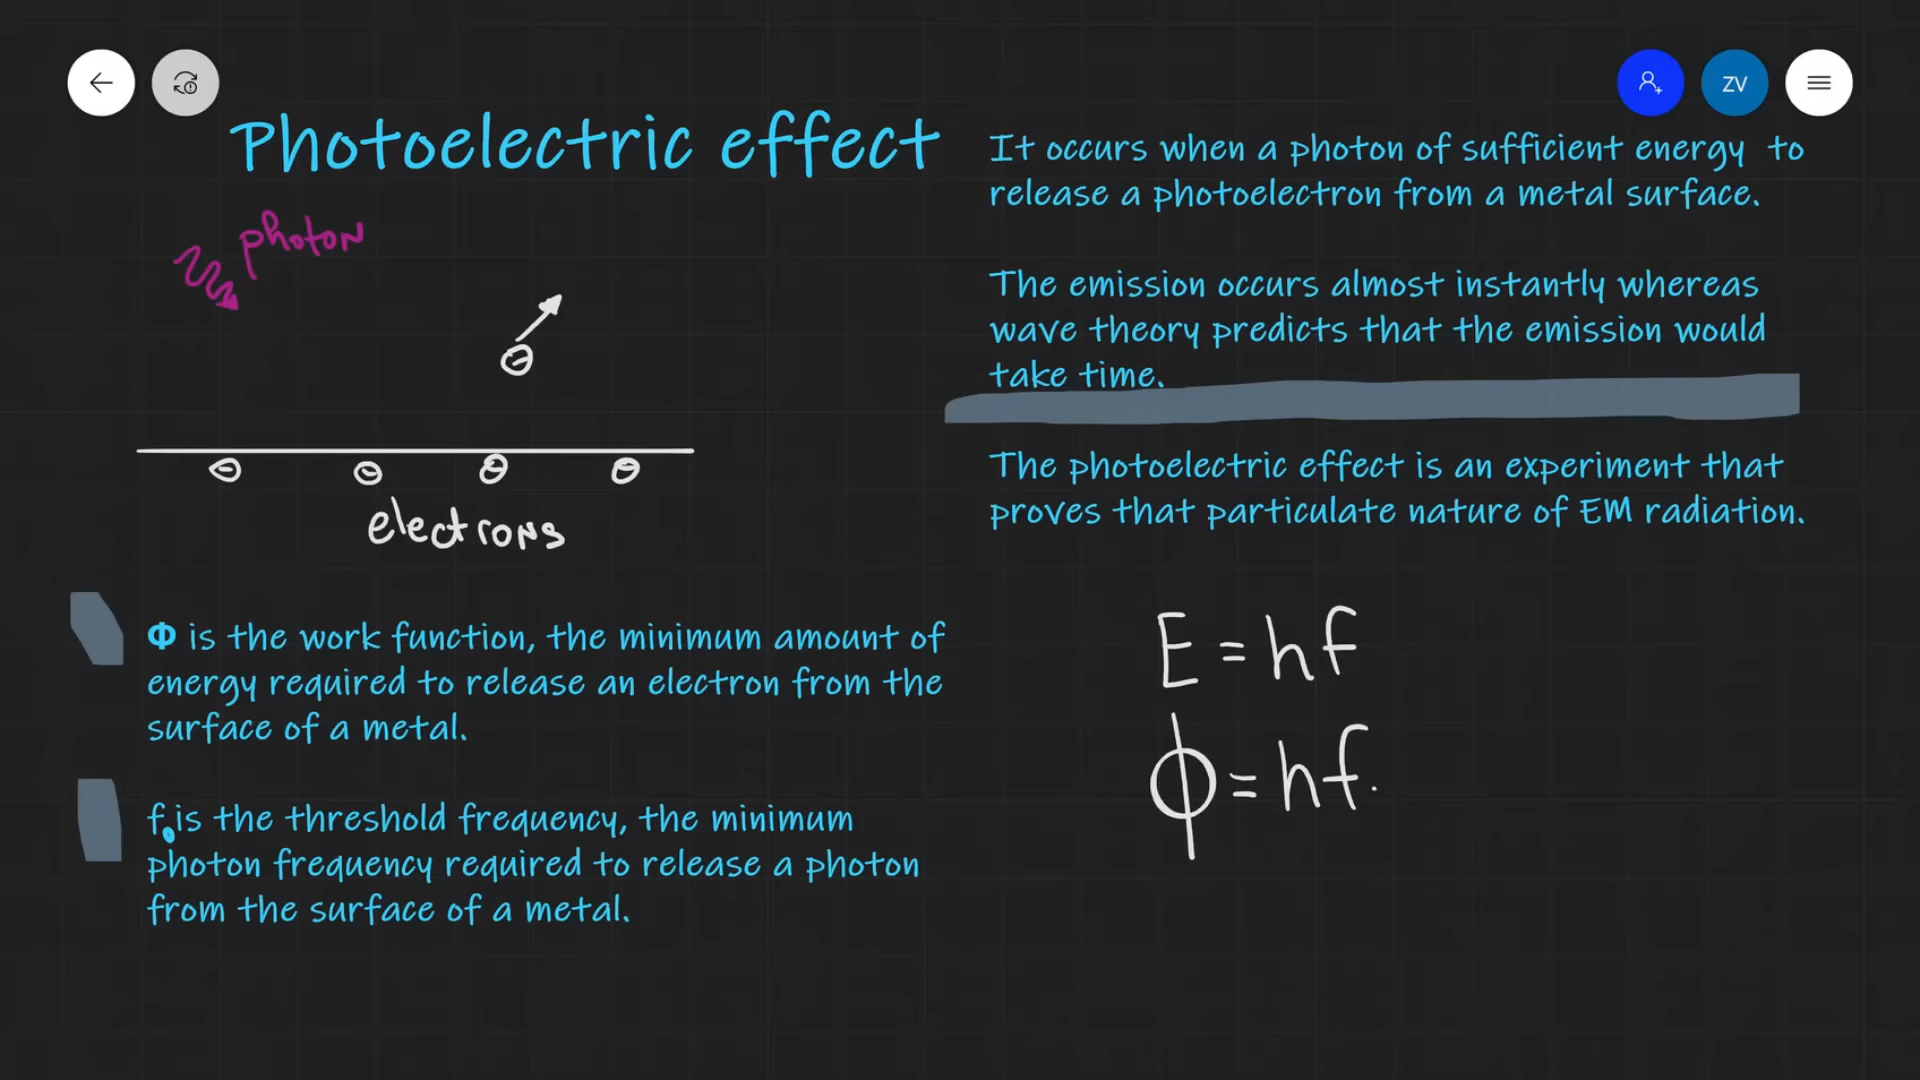 ZV
Photoelectric effect
photon
electrons
Φ is the work function, the minimum amount of
energy required to release an electron from the
surface of a metal.
f₀ is the threshold frequency, the minimum
photon frequency required to release a photon
from the surface of a metal.
It occurs when a photon of sufficient energy to
release a photoelectron from a metal surface.
The emission occurs almost instantly whereas
wave theory predicts that the emission would
take time.
The photoelectric effect is an experiment that
proves that particulate nature of EM radiation.
E = hf
ϕ = hf.